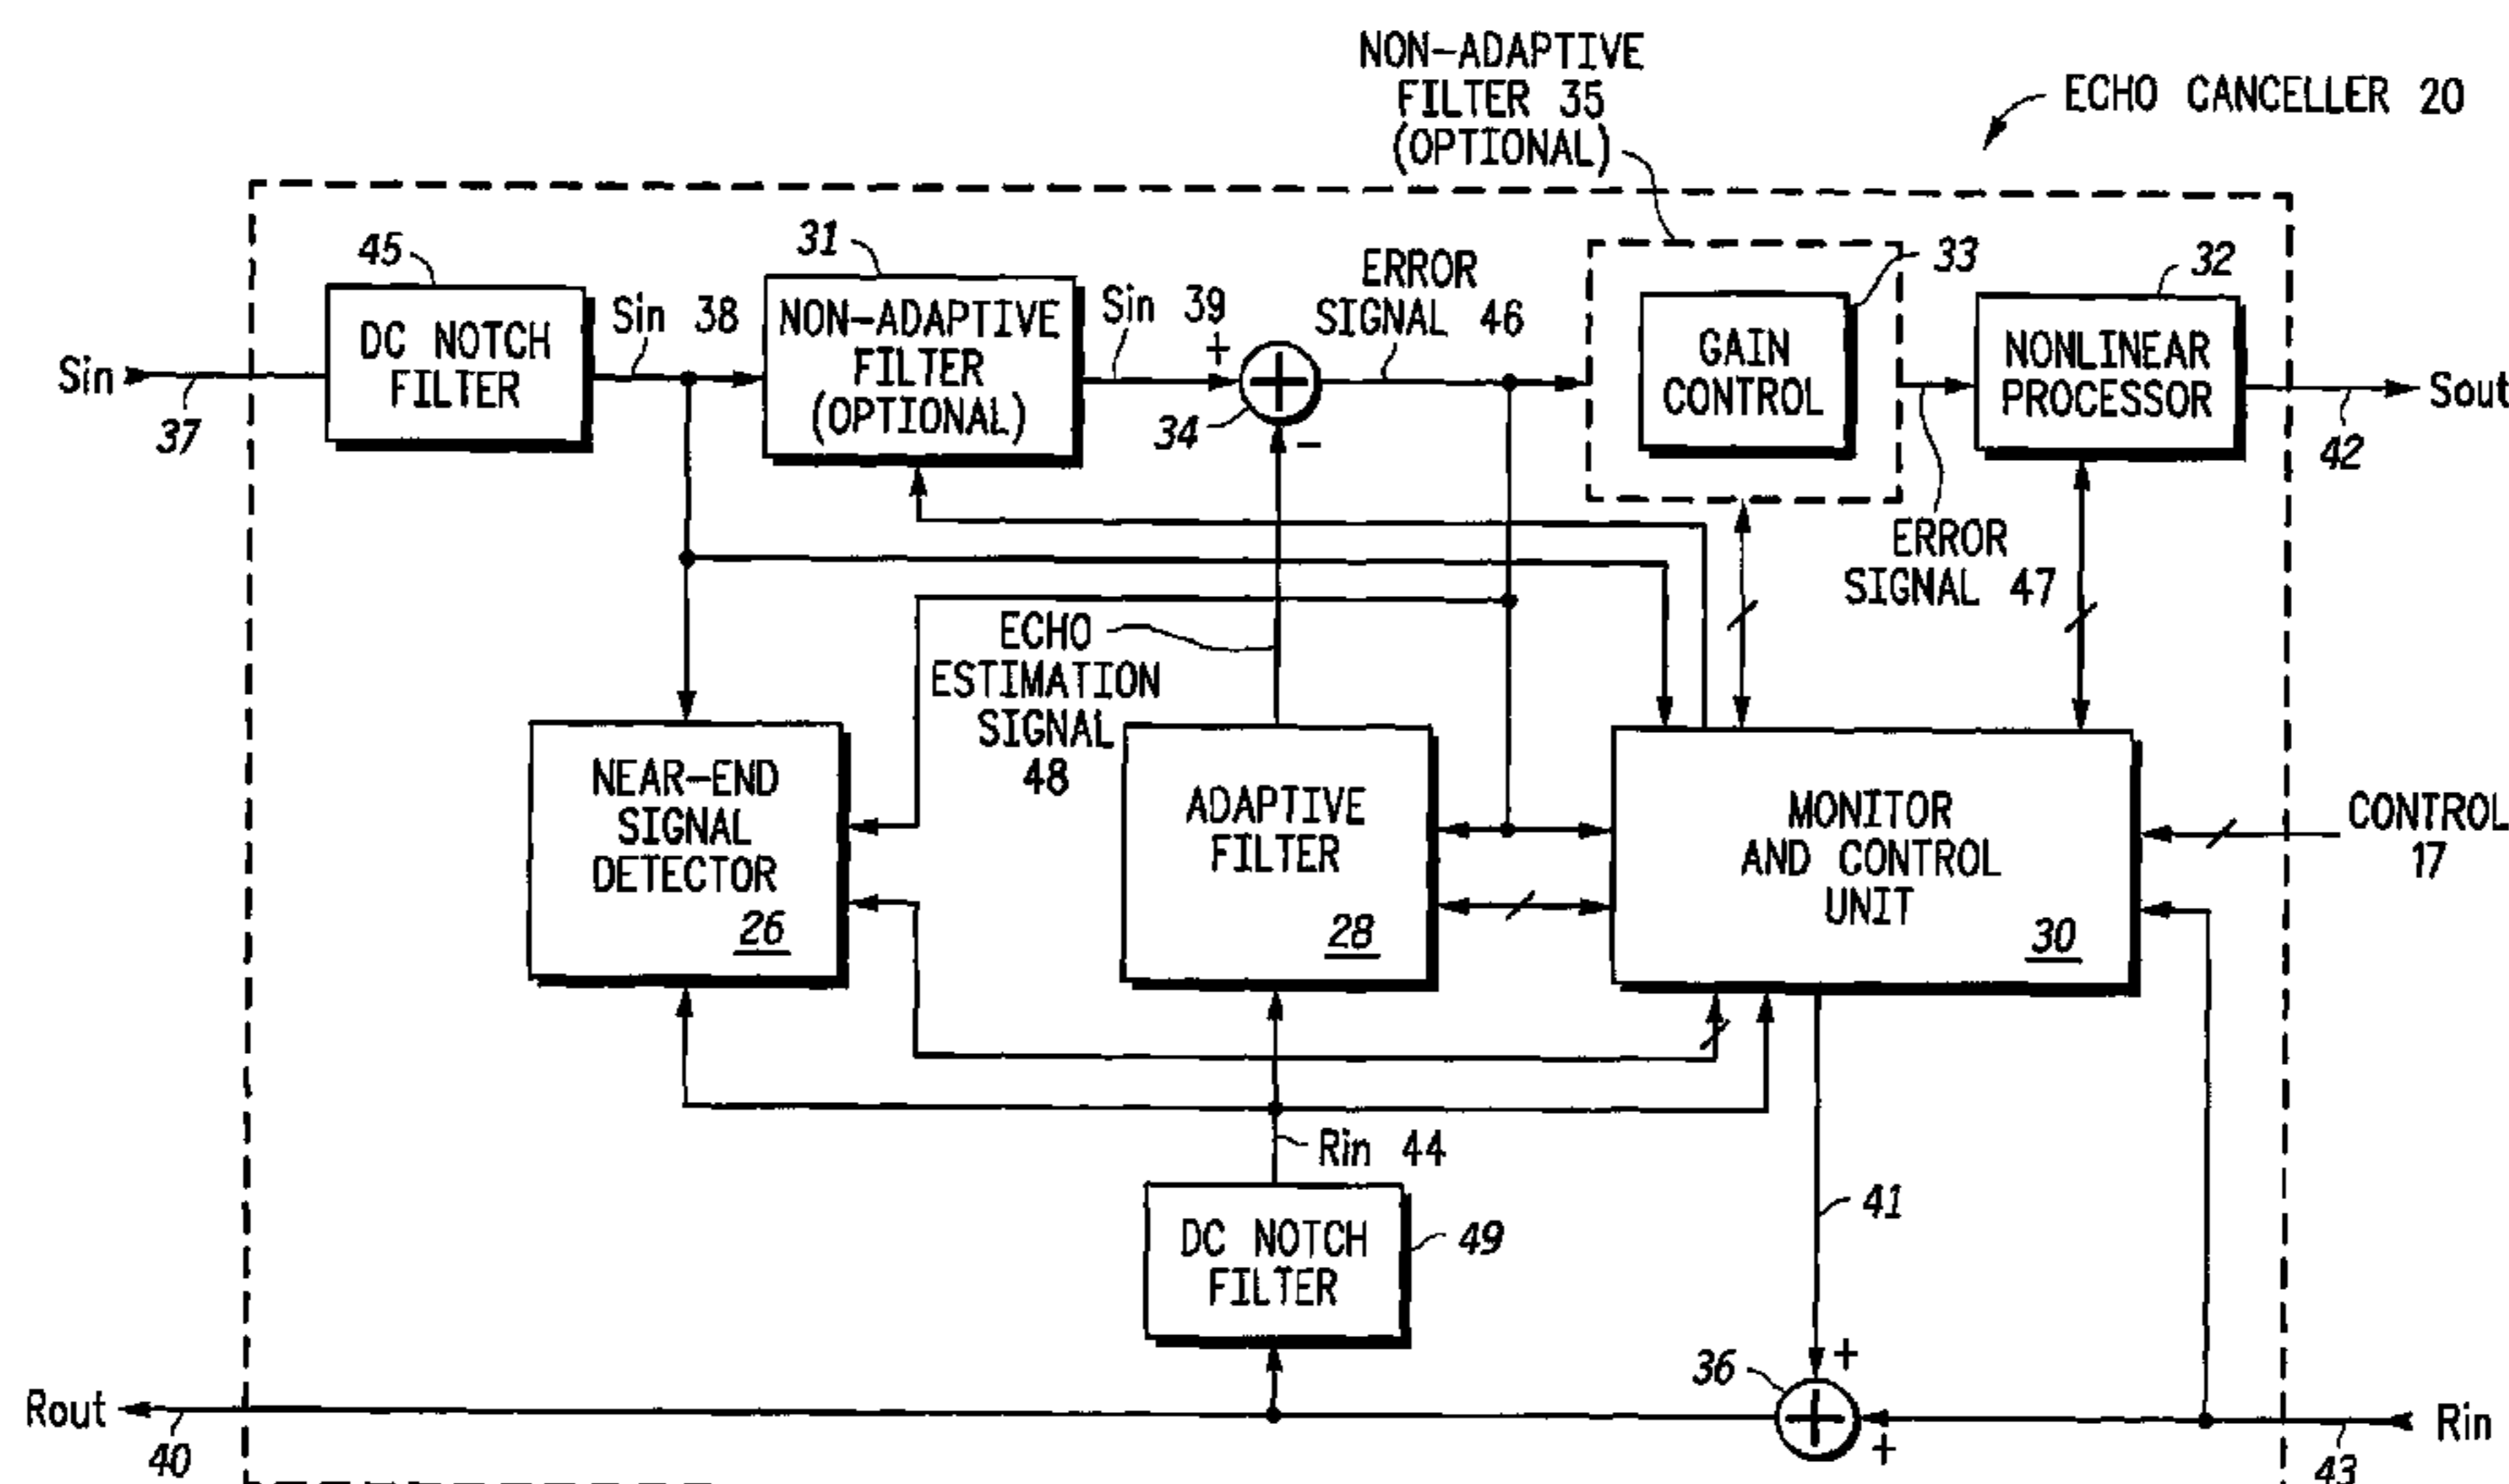 NON-ADAPTIVE
FILTER 35
(OPTIONAL)
ECHO CANCELLER 20
45
31
33
32
DC NOTCH
FILTER
Sin 38
NON-ADAPTIVE
FILTER
(OPTIONAL)
Sin 39
+
34
-
ERROR
SIGNAL 46
GAIN
CONTROL
NONLINEAR
PROCESSOR
Sin
37
Sout
42
ERROR
SIGNAL 47
ECHO
ESTIMATION
SIGNAL
48
NEAR-END
SIGNAL
DETECTOR
26
ADAPTIVE
FILTER
28
MONITOR
AND CONTROL
UNIT
30
CONTROL
17
Rin 44
DC NOTCH
FILTER
49
41
36
+
+
Rout
40
Rin
43